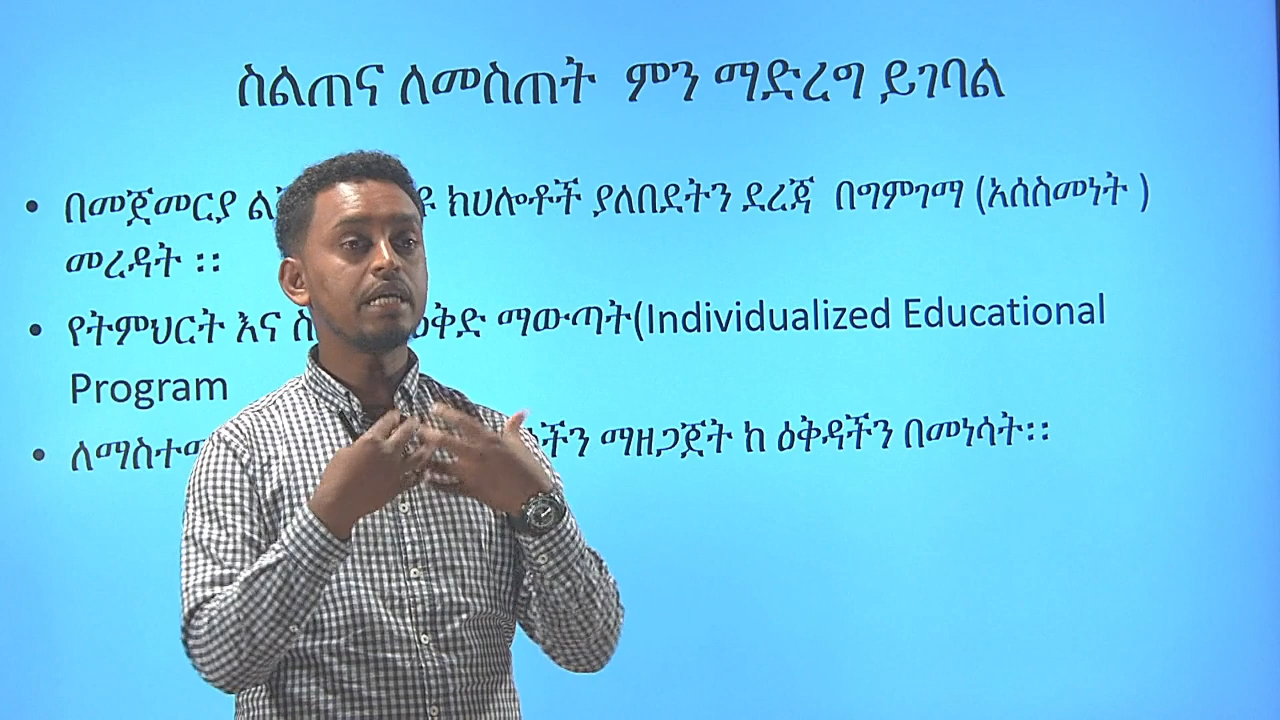 ስልጠና ለመስጠት ምን ማድረግ ይገባል
• በመጀመርያ ክህሎቶች ያለበደትን ደረጃ በግምገማ (አሰስመነት )
መረዳት ፡፡
• የትምህርት እና ማውጣት(Individualized Educational
Program
• ማዘጋጀት ከ ዕቅዳችን በመነሳት፡፡